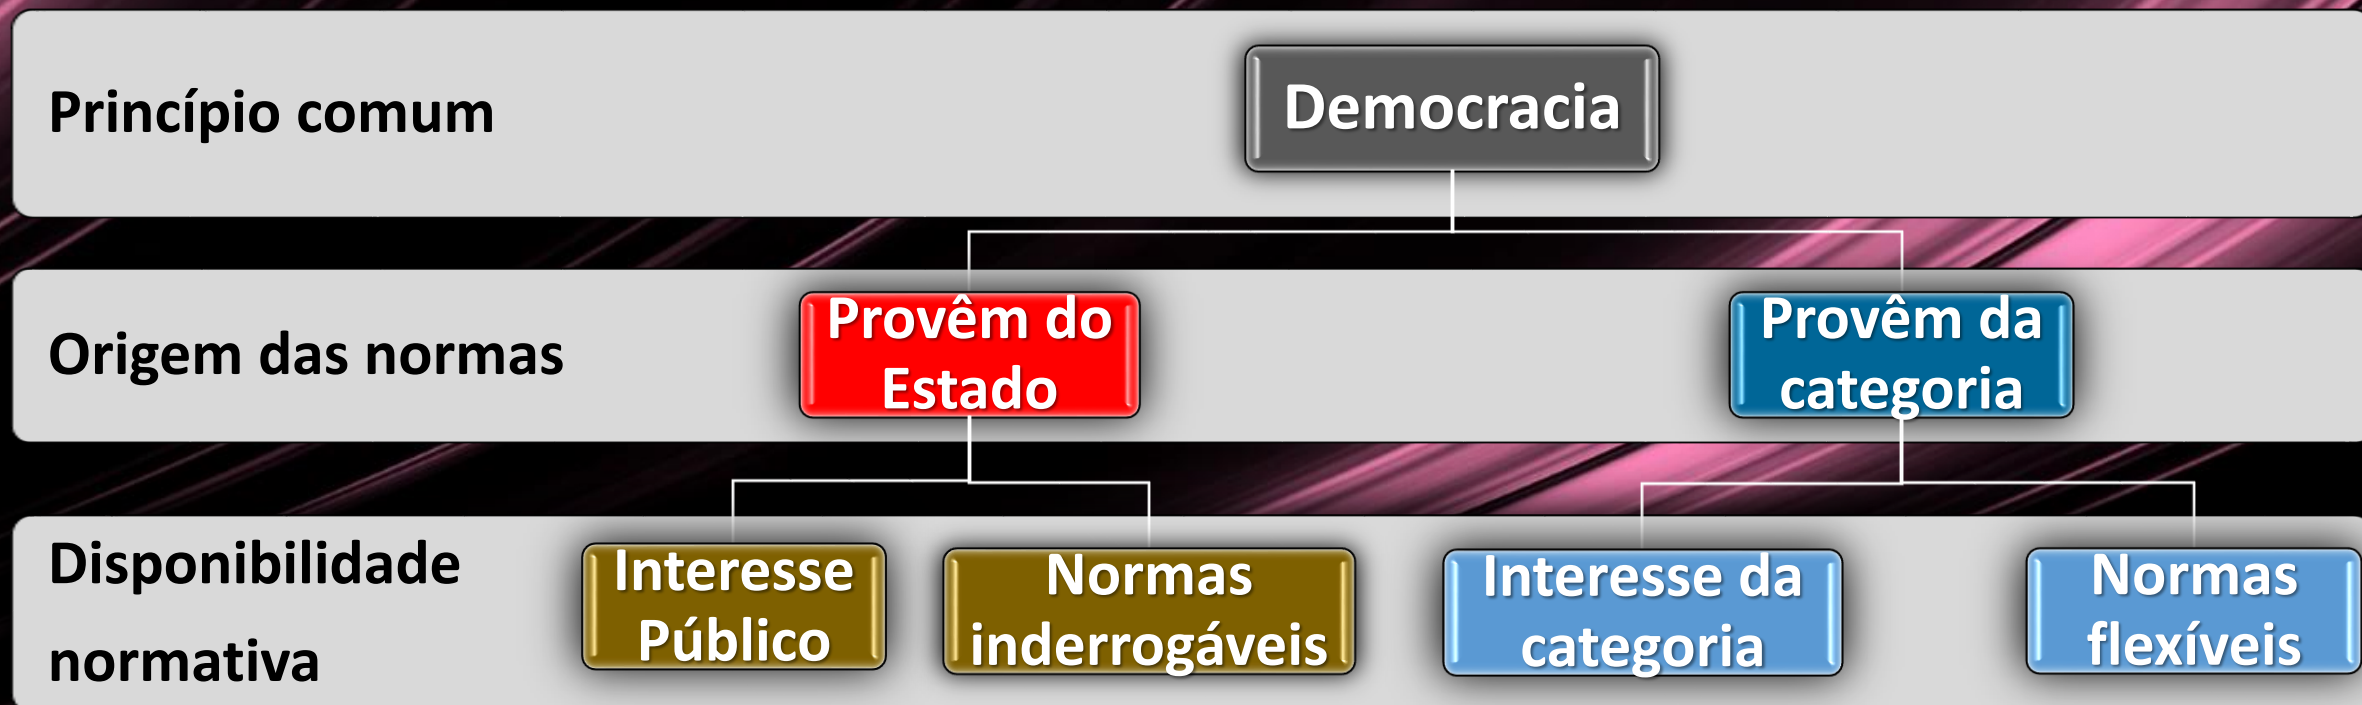 Princípio comum
Democracia
Origem das normas
Provêm do
Estado
Provêm da
categoria
Disponibilidade
normativa
Interesse
Público
Normas
inderrogáveis
Interesse da
categoria
Normas
flexíveis